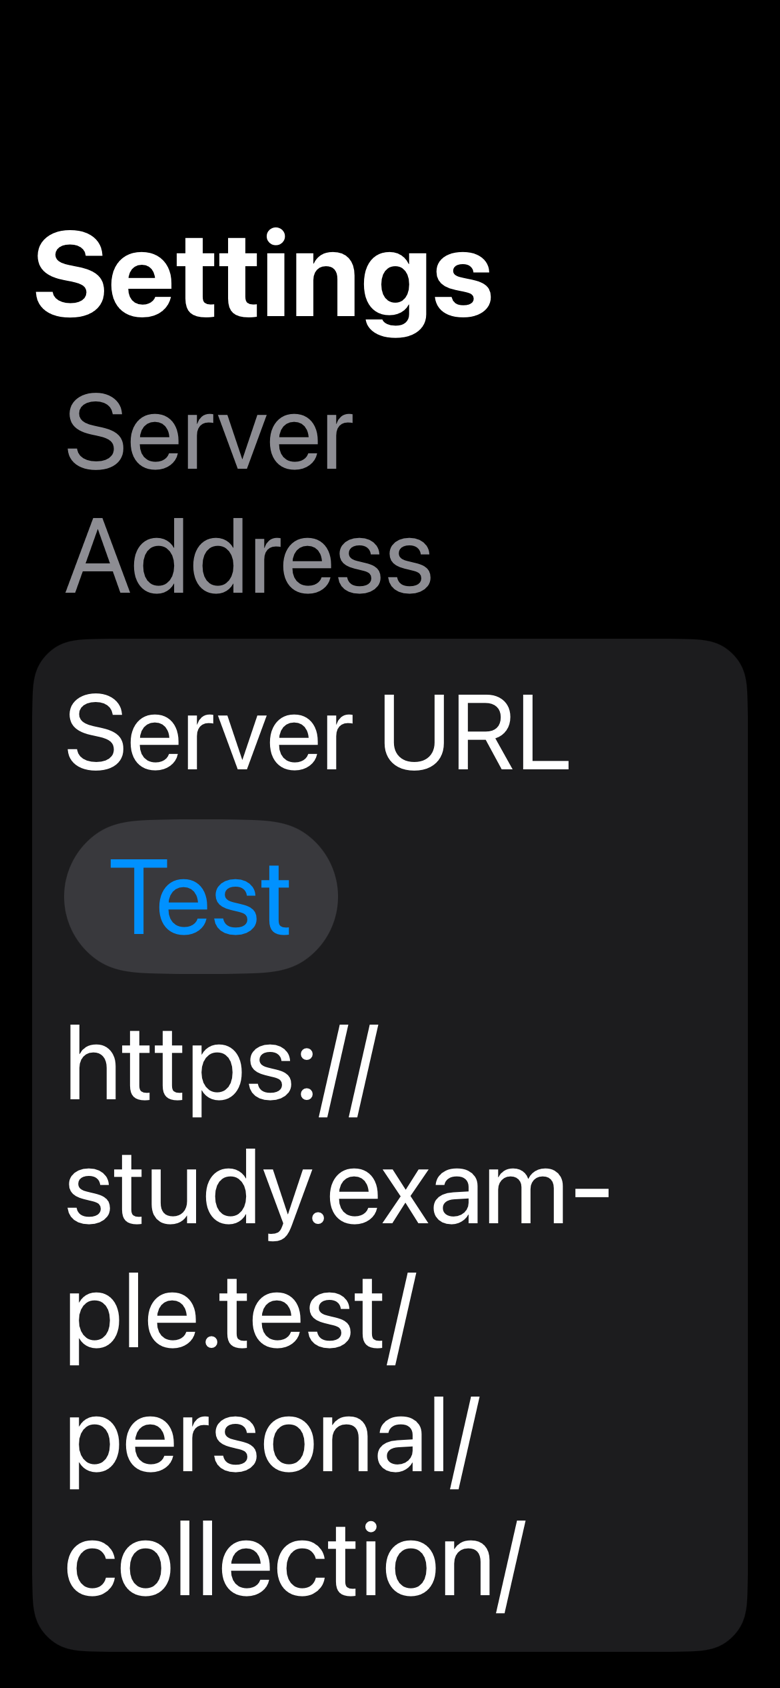 Settings
Server
Address
Server URL
Test
https://
study.exam-
ple.test/
personal/
collection/